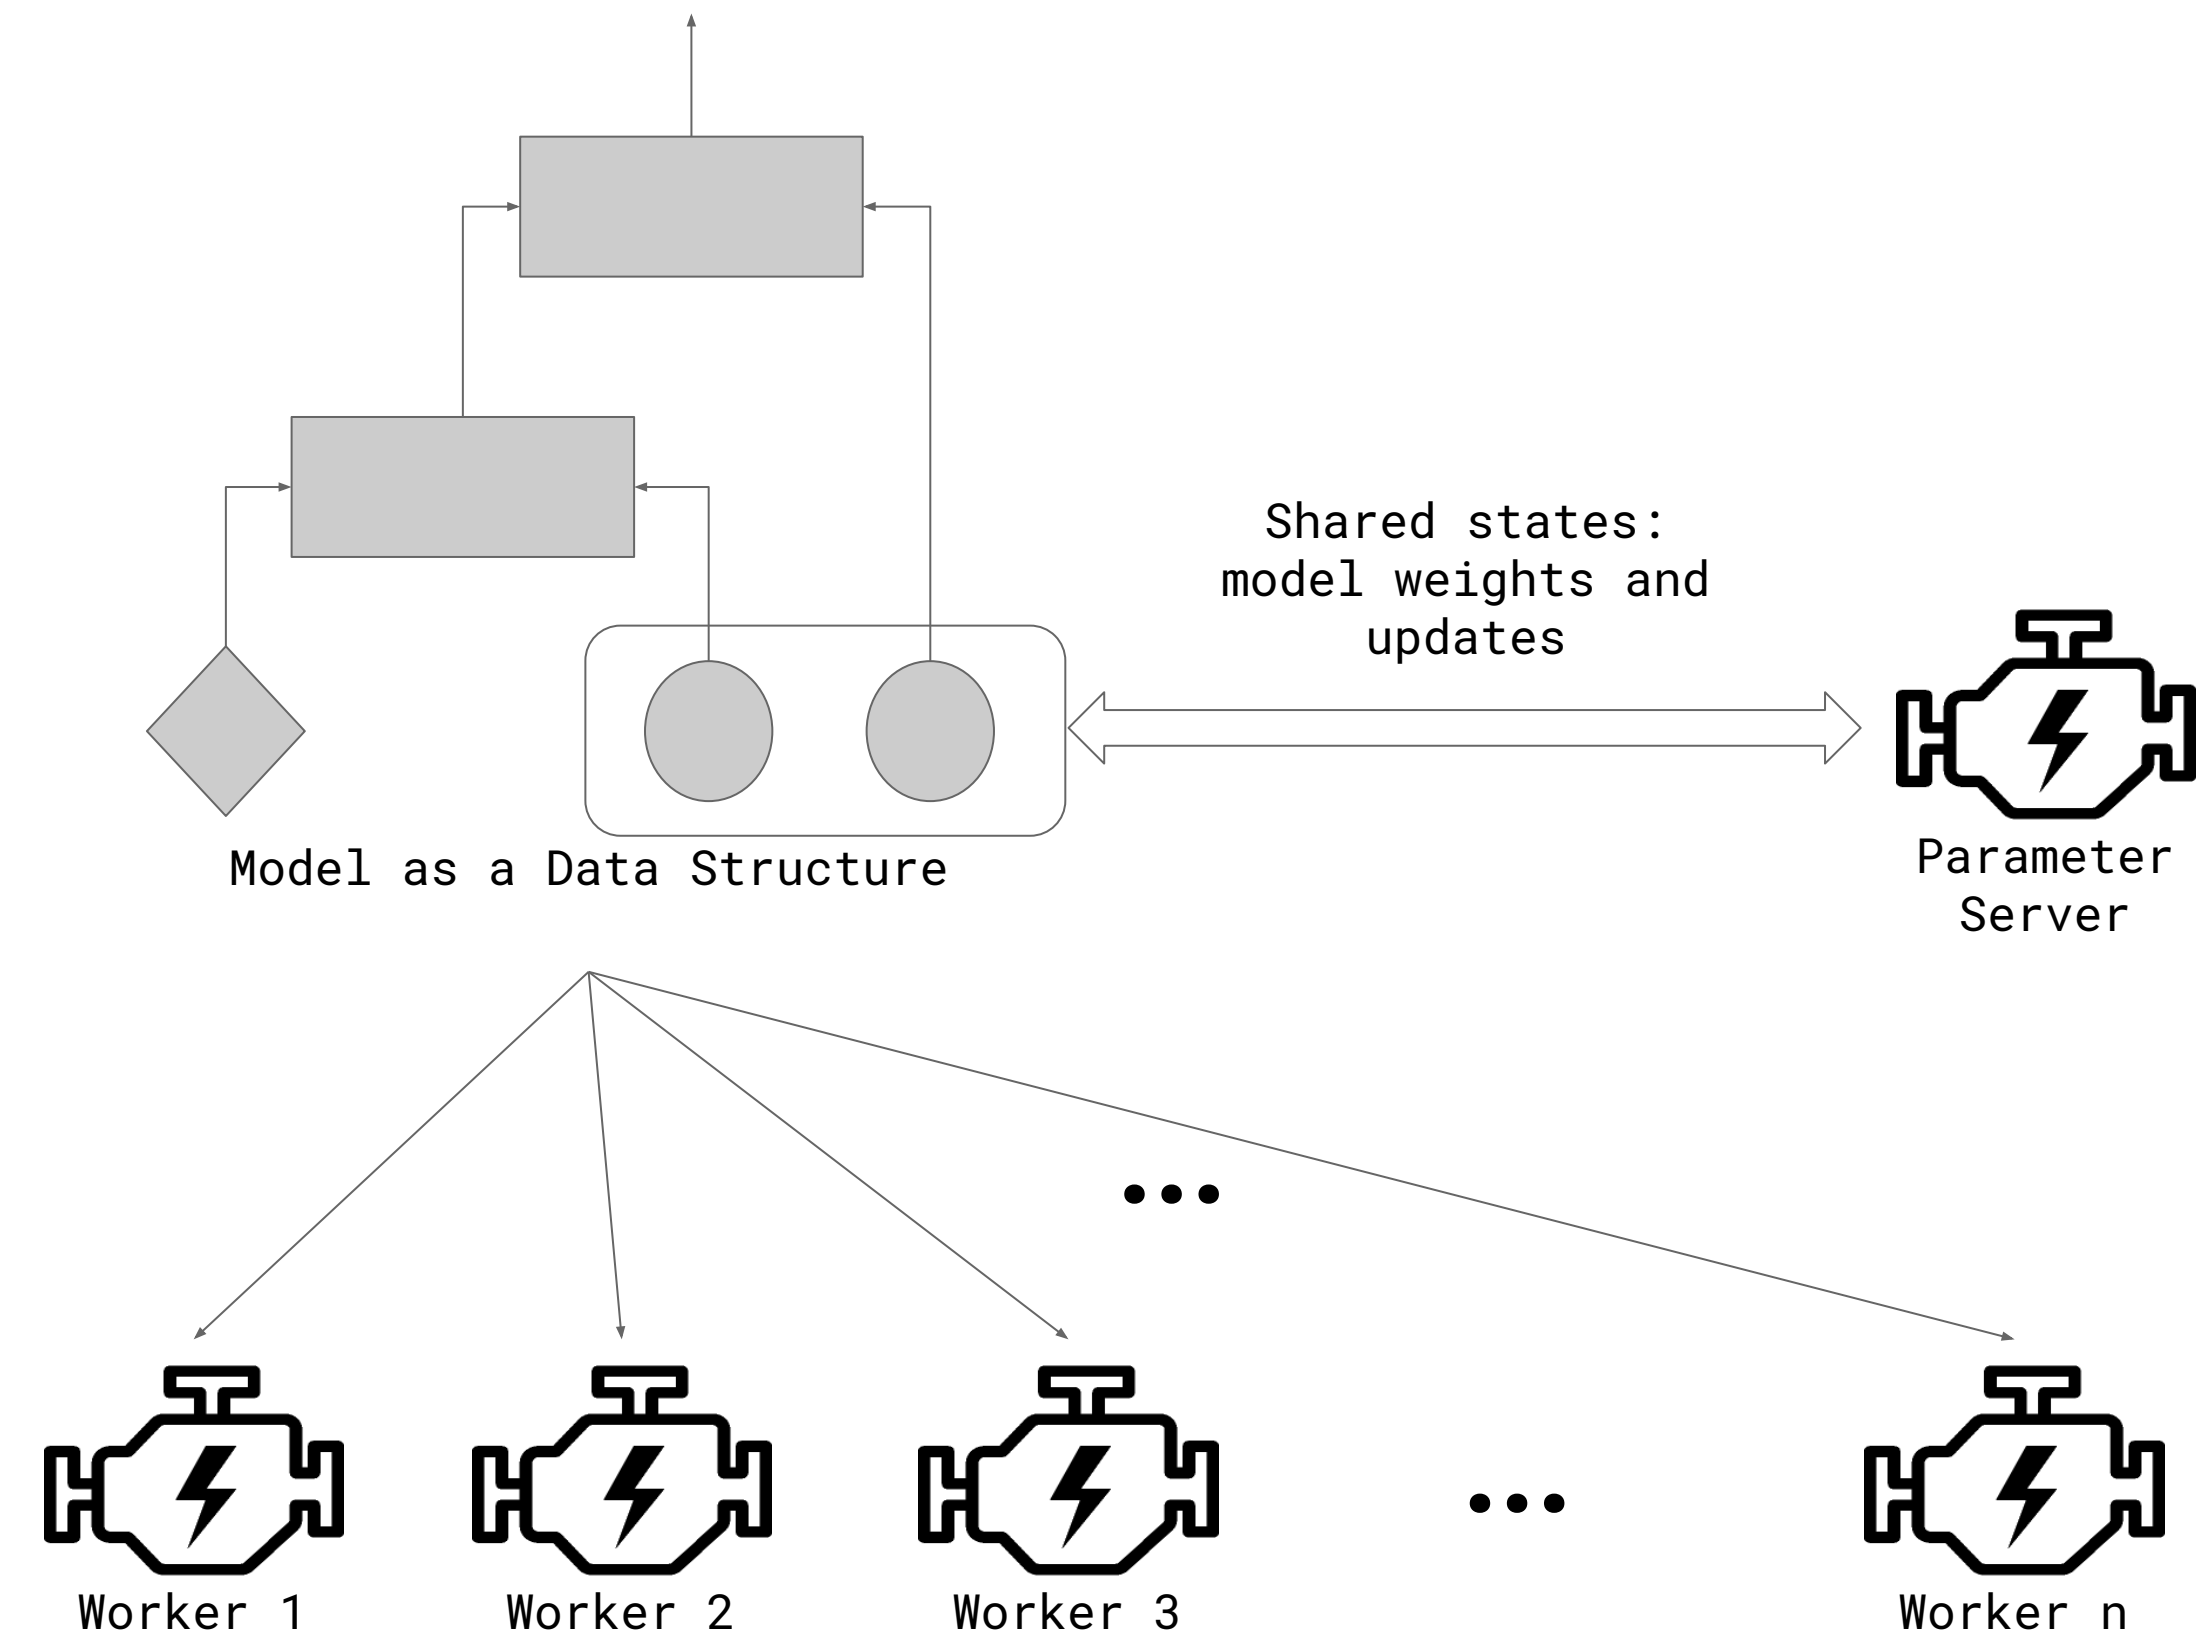 Shared states:
model weights and
updates
Model as a Data Structure
Parameter
Server
Worker 1
Worker 2
Worker 3
Worker n